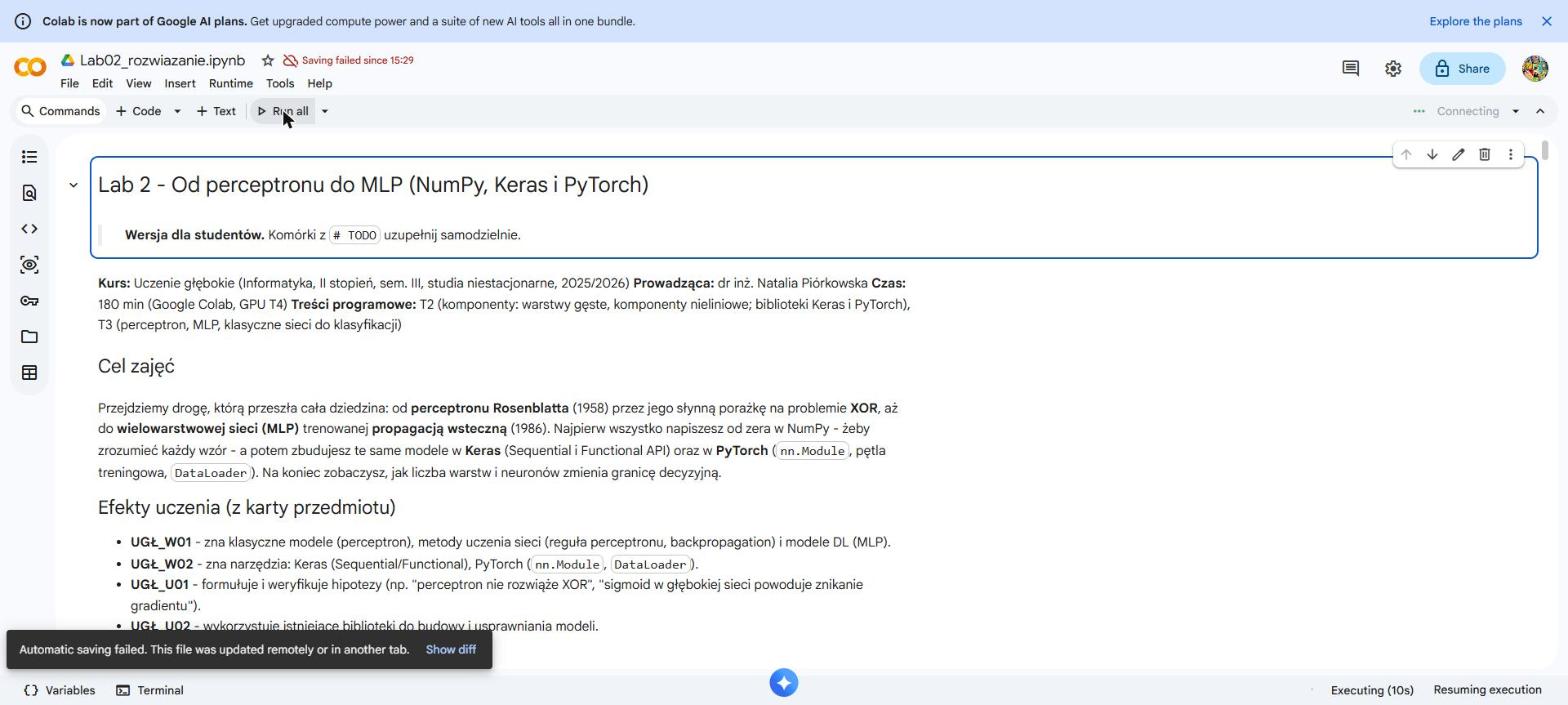 Colab is now part of Google AI plans. Get upgraded compute power and a suite of new AI tools all in one bundle.
Explore the plans
Lab02_rozwiazanie.ipynb
Saving failed since 15:29
Share
File Edit View Insert Runtime Tools Help
Commands + Code + Text Run all
Connecting
Lab 2 - Od perceptronu do MLP (NumPy, Keras i PyTorch)
Wersja dla studentów. Komórki z # TODO uzupełnij samodzielnie.
Kurs: Uczenie głębokie (Informatyka, II stopień, sem. III, studia niestacjonarne, 2025/2026) Prowadząca: dr inż. Natalia Piórkowska Czas:
180 min (Google Colab, GPU T4) Treści programowe: T2 (komponenty: warstwy gęste, komponenty nieliniowe; biblioteki Keras i PyTorch),
T3 (perceptron, MLP, klasyczne sieci do klasyfikacji)
Cel zajęć
Przejdziemy drogę, którą przeszła cała dziedzina: od perceptronu Rosenblatta (1958) przez jego słynną porażkę na problemie XOR, aż
do wielowarstwowej sieci (MLP) trenowanej propagacją wsteczną (1986). Najpierw wszystko napiszesz od zera w NumPy - żeby
zrozumieć każdy wzór - a potem zbudujesz te same modele w Keras (Sequential i Functional API) oraz w PyTorch (nn.Module, pętla
treningowa, DataLoader). Na koniec zobaczysz, jak liczba warstw i neuronów zmienia granicę decyzyjną.
Efekty uczenia (z karty przedmiotu)
• UGŁ_W01 - zna klasyczne modele (perceptron), metody uczenia sieci (reguła perceptronu, backpropagation) i modele DL (MLP).
• UGŁ_W02 - zna narzędzia: Keras (Sequential/Functional), PyTorch (nn.Module, DataLoader).
• UGŁ_U01 - formułuje i weryfikuje hipotezy (np. "perceptron nie rozwiąże XOR", "sigmoid w głębokiej sieci powoduje znikanie
gradientu").
• UGŁ_U02 - wykorzystuje istniejące biblioteki do budowy i usprawniania modeli.
Automatic saving failed. This file was updated remotely or in another tab. Show diff
Variables Terminal
Executing (10s) Resuming execution